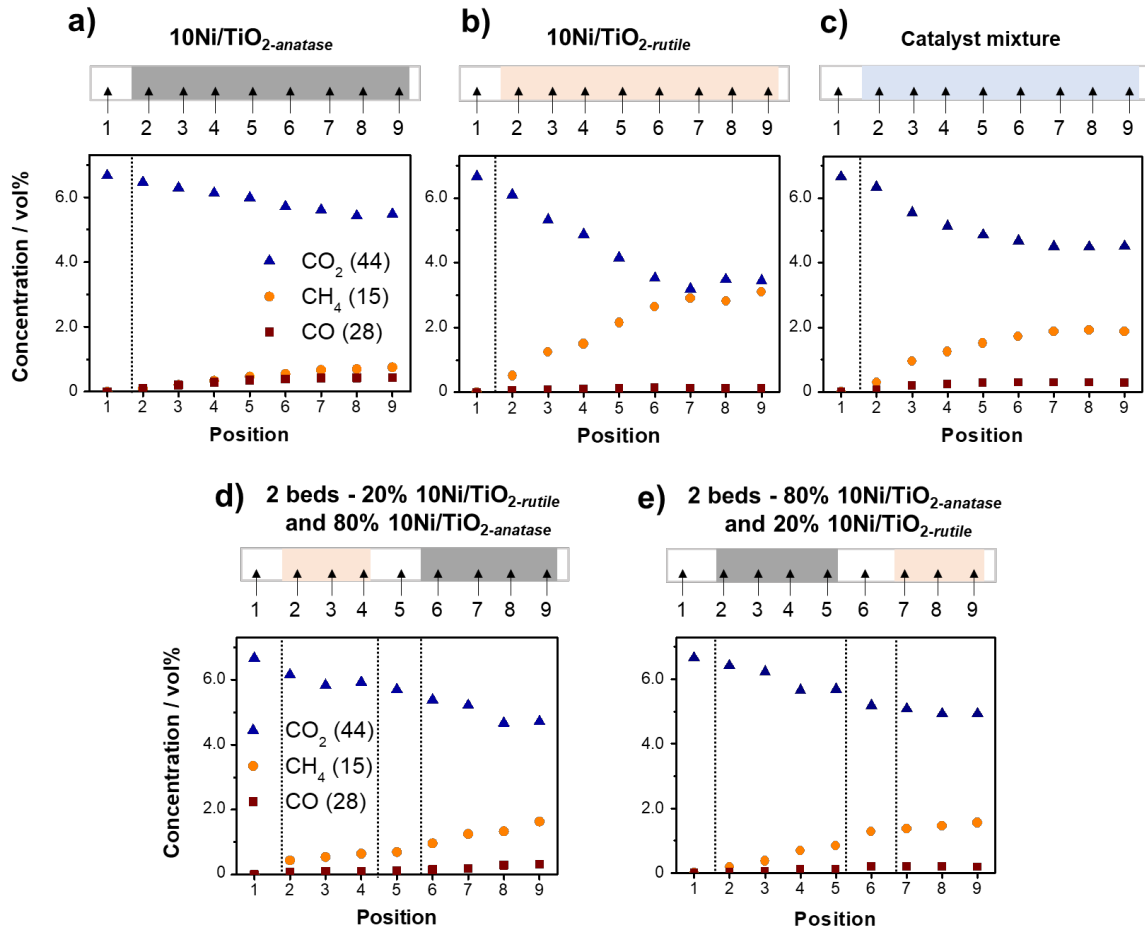 a)
10Ni/TiO2-anatase
1 2 3 4 5 6 7 8 9
b)
10Ni/TiO2-rutile
1 2 3 4 5 6 7 8 9
c)
Catalyst mixture
1 2 3 4 5 6 7 8 9
Concentration / vol%
6.0
4.0
2.0
0
CO2 (44)
CH4 (15)
CO (28)
1 2 3 4 5 6 7 8 9
Position
6.0
4.0
2.0
0
1 2 3 4 5 6 7 8 9
Position
6.0
4.0
2.0
0
1 2 3 4 5 6 7 8 9
Position
d)
2 beds - 20% 10Ni/TiO2-rutile
and 80% 10Ni/TiO2-anatase
1 2 3 4 5 6 7 8 9
e)
2 beds - 80% 10Ni/TiO2-anatase
and 20% 10Ni/TiO2-rutile
1 2 3 4 5 6 7 8 9
Concentration / vol%
6.0
4.0
2.0
0
CO2 (44)
CH4 (15)
CO (28)
1 2 3 4 5 6 7 8 9
Position
6.0
4.0
2.0
0
1 2 3 4 5 6 7 8 9
Position